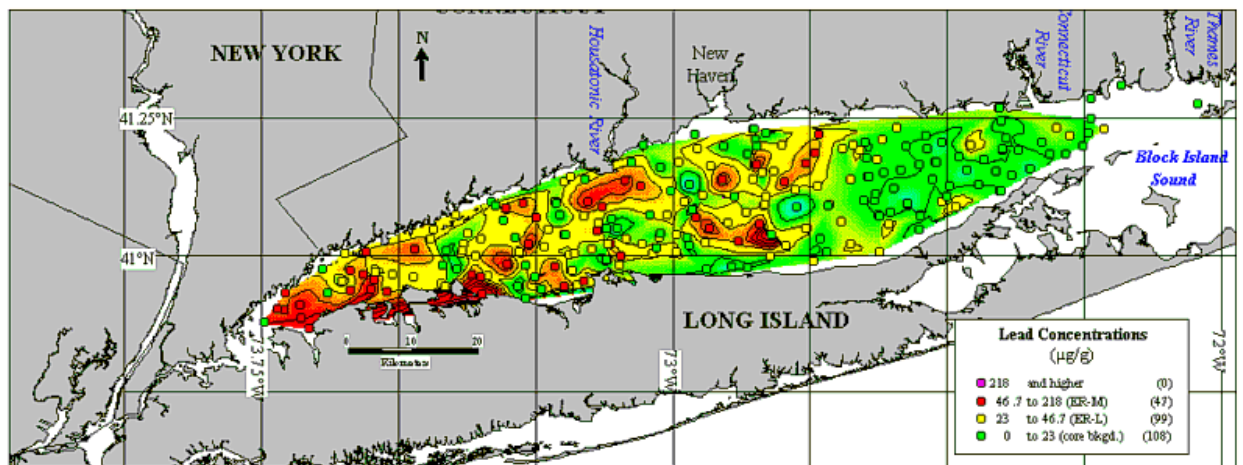 CONNECTICUT
NEW YORK
N
Housatonic
River
New
Haven
Connecticut
River
Thames
River
41.25°N
Block Island
Sound
41°N
LONG ISLAND
73.75°W
0 10 20
Kilometers
73°W
72°W
Lead Concentrations
(µg/g)
218 and higher (0)
46.7 to 218 (ER-M) (47)
23 to 46.7 (ER-L) (99)
0 to 23 (core bkgd.) (108)